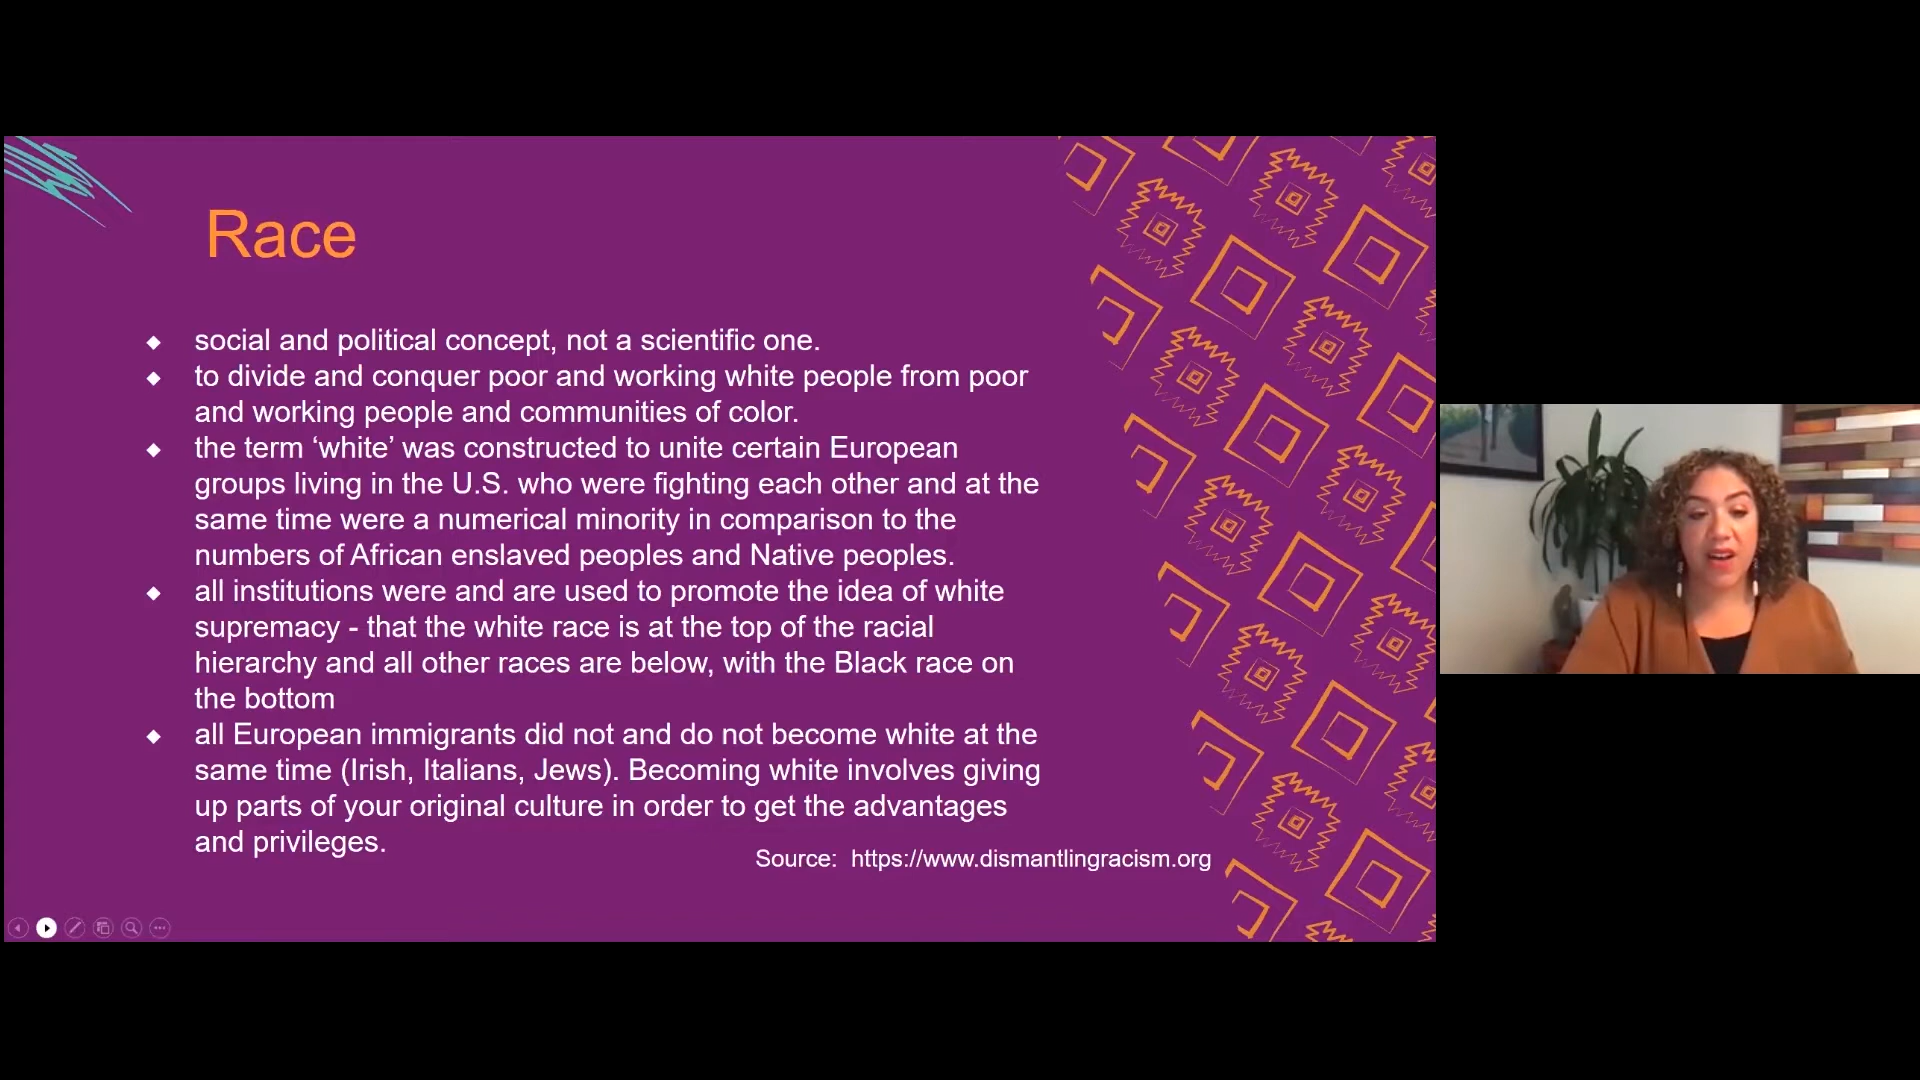 Race
social and political concept, not a scientific one.
to divide and conquer poor and working white people from poor
and working people and communities of color.
the term ‘white’ was constructed to unite certain European
groups living in the U.S. who were fighting each other and at the
same time were a numerical minority in comparison to the
numbers of African enslaved peoples and Native peoples.
all institutions were and are used to promote the idea of white
supremacy - that the white race is at the top of the racial
hierarchy and all other races are below, with the Black race on
the bottom
all European immigrants did not and do not become white at the
same time (Irish, Italians, Jews). Becoming white involves giving
up parts of your original culture in order to get the advantages
and privileges.
Source: https://www.dismantlingracism.org